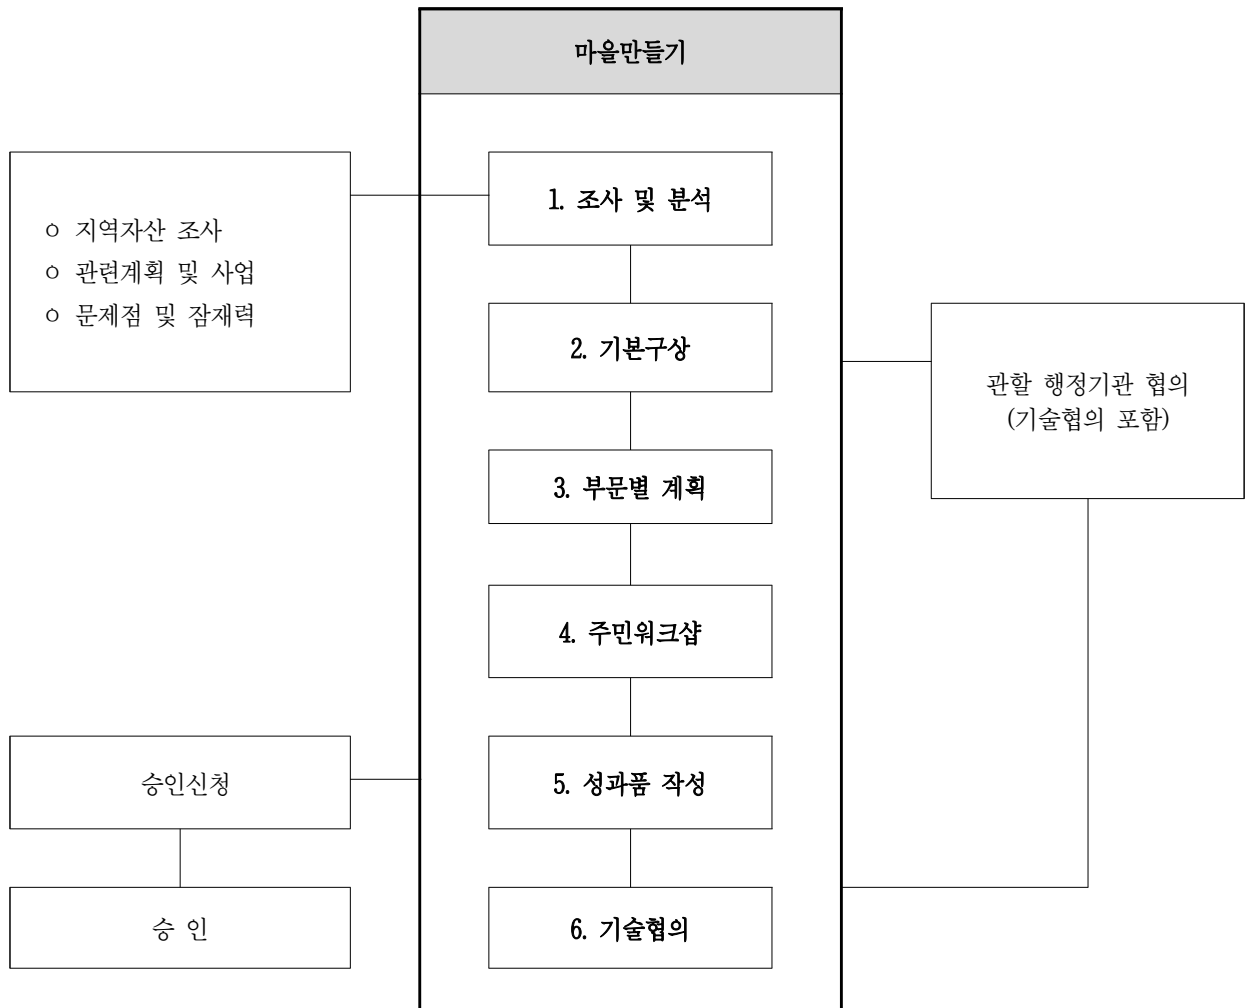 마을만들기
1. 조사 및 분석
ㅇ 지역자산 조사
ㅇ 관련계획 및 사업
ㅇ 문제점 및 잠재력
2. 기본구상
관할 행정기관 협의
(기술협의 포함)
3. 부문별 계획
4. 주민워크샵
승인신청
5. 성과품 작성
승 인
6. 기술협의